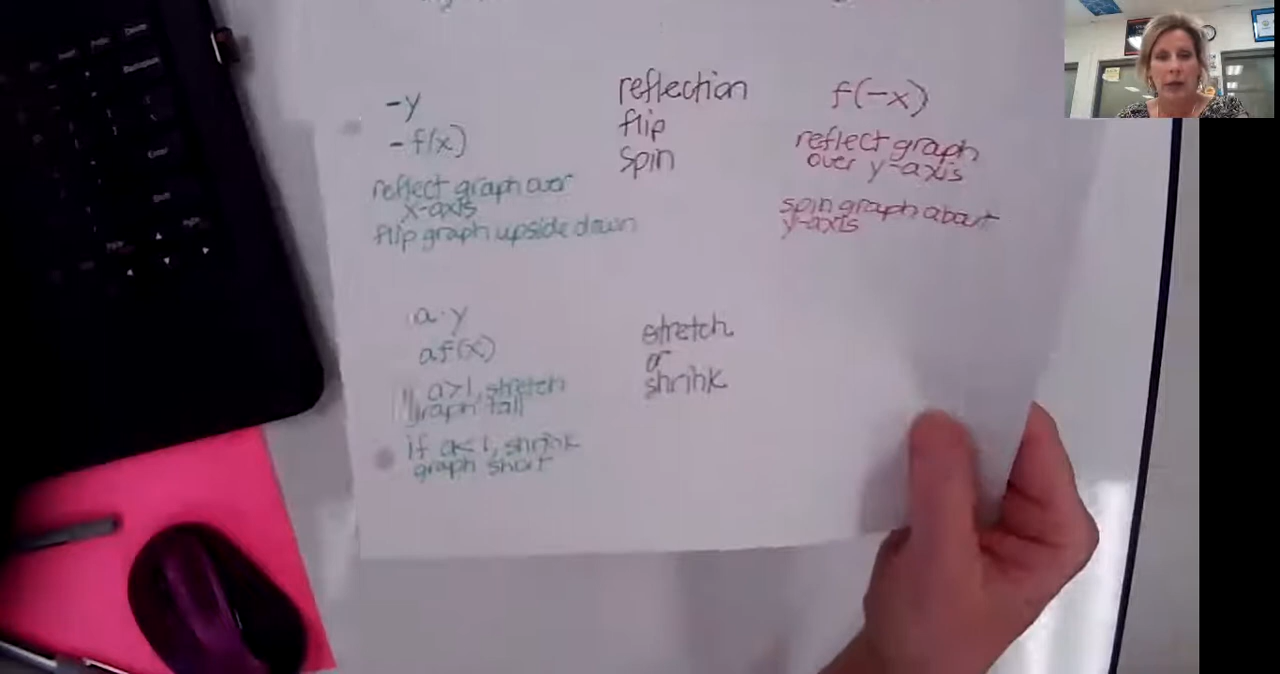 -y
-f(x)
reflect graph over
x-axis
flip graph upside down
reflection
flip
spin
f(-x)
reflect graph
over y-axis
spin graph about
y-axis
a·y
af(x)
a>1, stretch
graph tall
if a<1, shrink
graph short
stretch
or
shrink